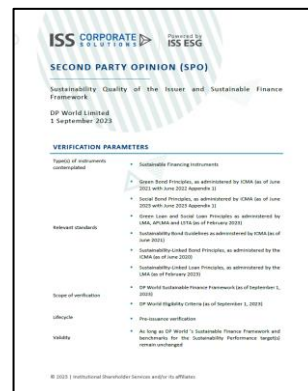 ISS CORPORATE SOLUTIONS
Powered by
ISS ESG
SECOND PARTY OPINION (SPO)
Sustainability Quality of the Issuer and Sustainable Finance
Framework
DP World Limited
1 September 2023
VERIFICATION PARAMETERS
Type(s) of instruments
contemplated
• Sustainable Financing Instruments
Relevant standards
• Green Bond Principles, as administered by ICMA (as of June
2021 with June 2022 Appendix 1)
• Social Bond Principles, as administered by ICMA (as of June
2023 with June 2023 Appendix 1)
• Green Loan and Social Loan Principles as administered by
LMA, APLMA and LSTA (as of February 2023)
• Sustainability Bond Guidelines as administered by ICMA (as of
June 2021)
• Sustainability-Linked Bond Principles, as administered by the
ICMA (as of June 2020)
• Sustainability-Linked Loan Principles, as administered by the
LMA (as of February 2023)
Scope of verification
• DP World Sustainable Finance Framework (as of September 1,
2023)
• DP World Eligibility Criteria (as of September 1, 2023)
Lifecycle
• Pre-issuance verification
Validity
• As long as DP World 's Sustainable Finance Framework and
benchmarks for the Sustainability Performance target(s)
remain unchanged
© 2023 | Institutional Shareholder Services and/or its affiliates